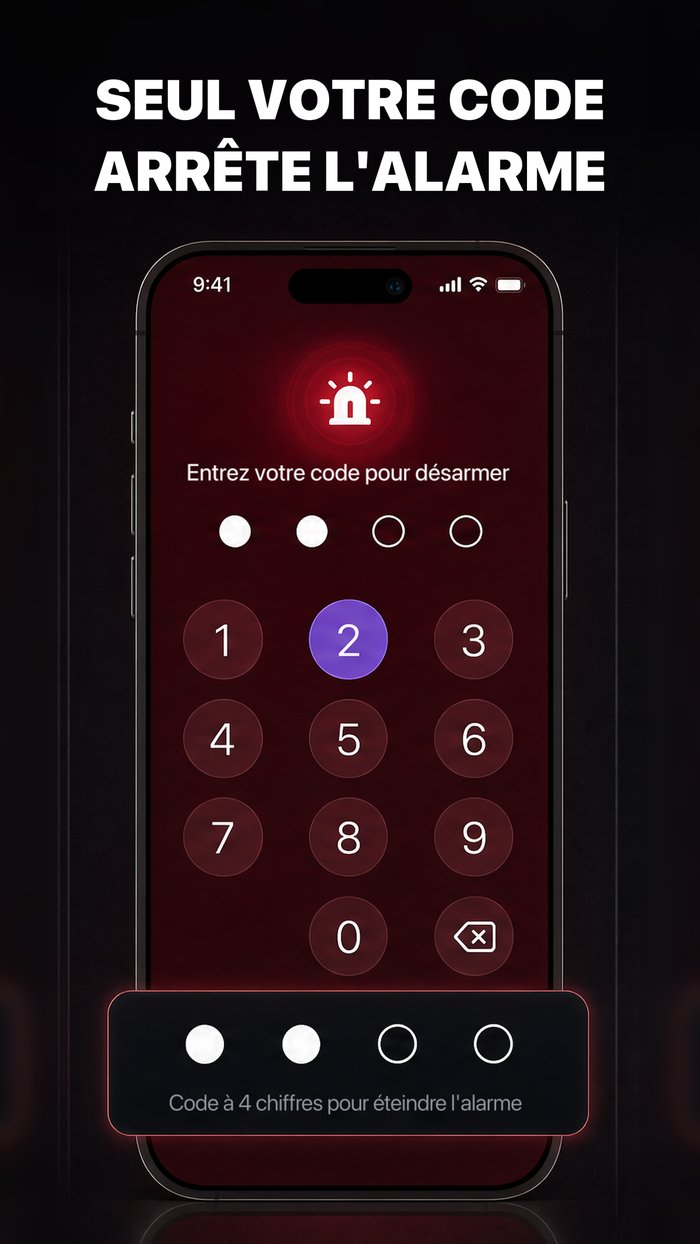 SEUL VOTRE CODE
ARRÊTE L'ALARME
9:41
Entrez votre code pour désarmer
1 2 3
4 5 6
7 8 9
0
Code à 4 chiffres pour éteindre l'alarme